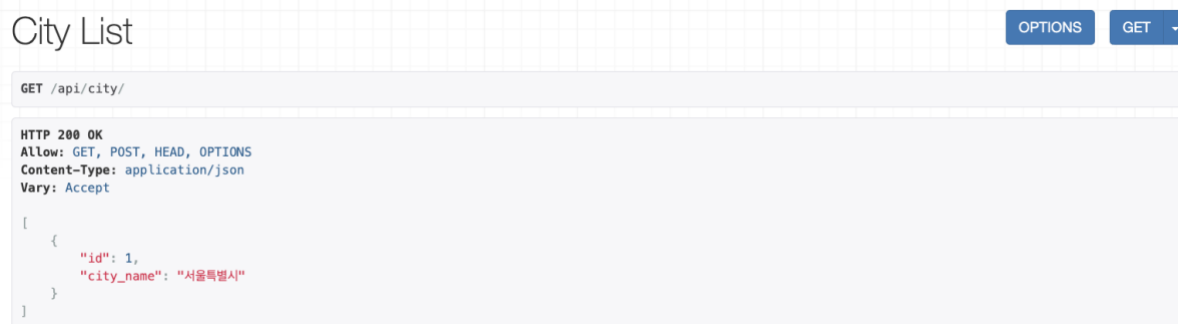 City List
OPTIONS
GET
GET /api/city/
HTTP 200 OK
Allow: GET, POST, HEAD, OPTIONS
Content-Type: application/json
Vary: Accept
[
    {
        "id": 1,
        "city_name": "서울특별시"
    }
]